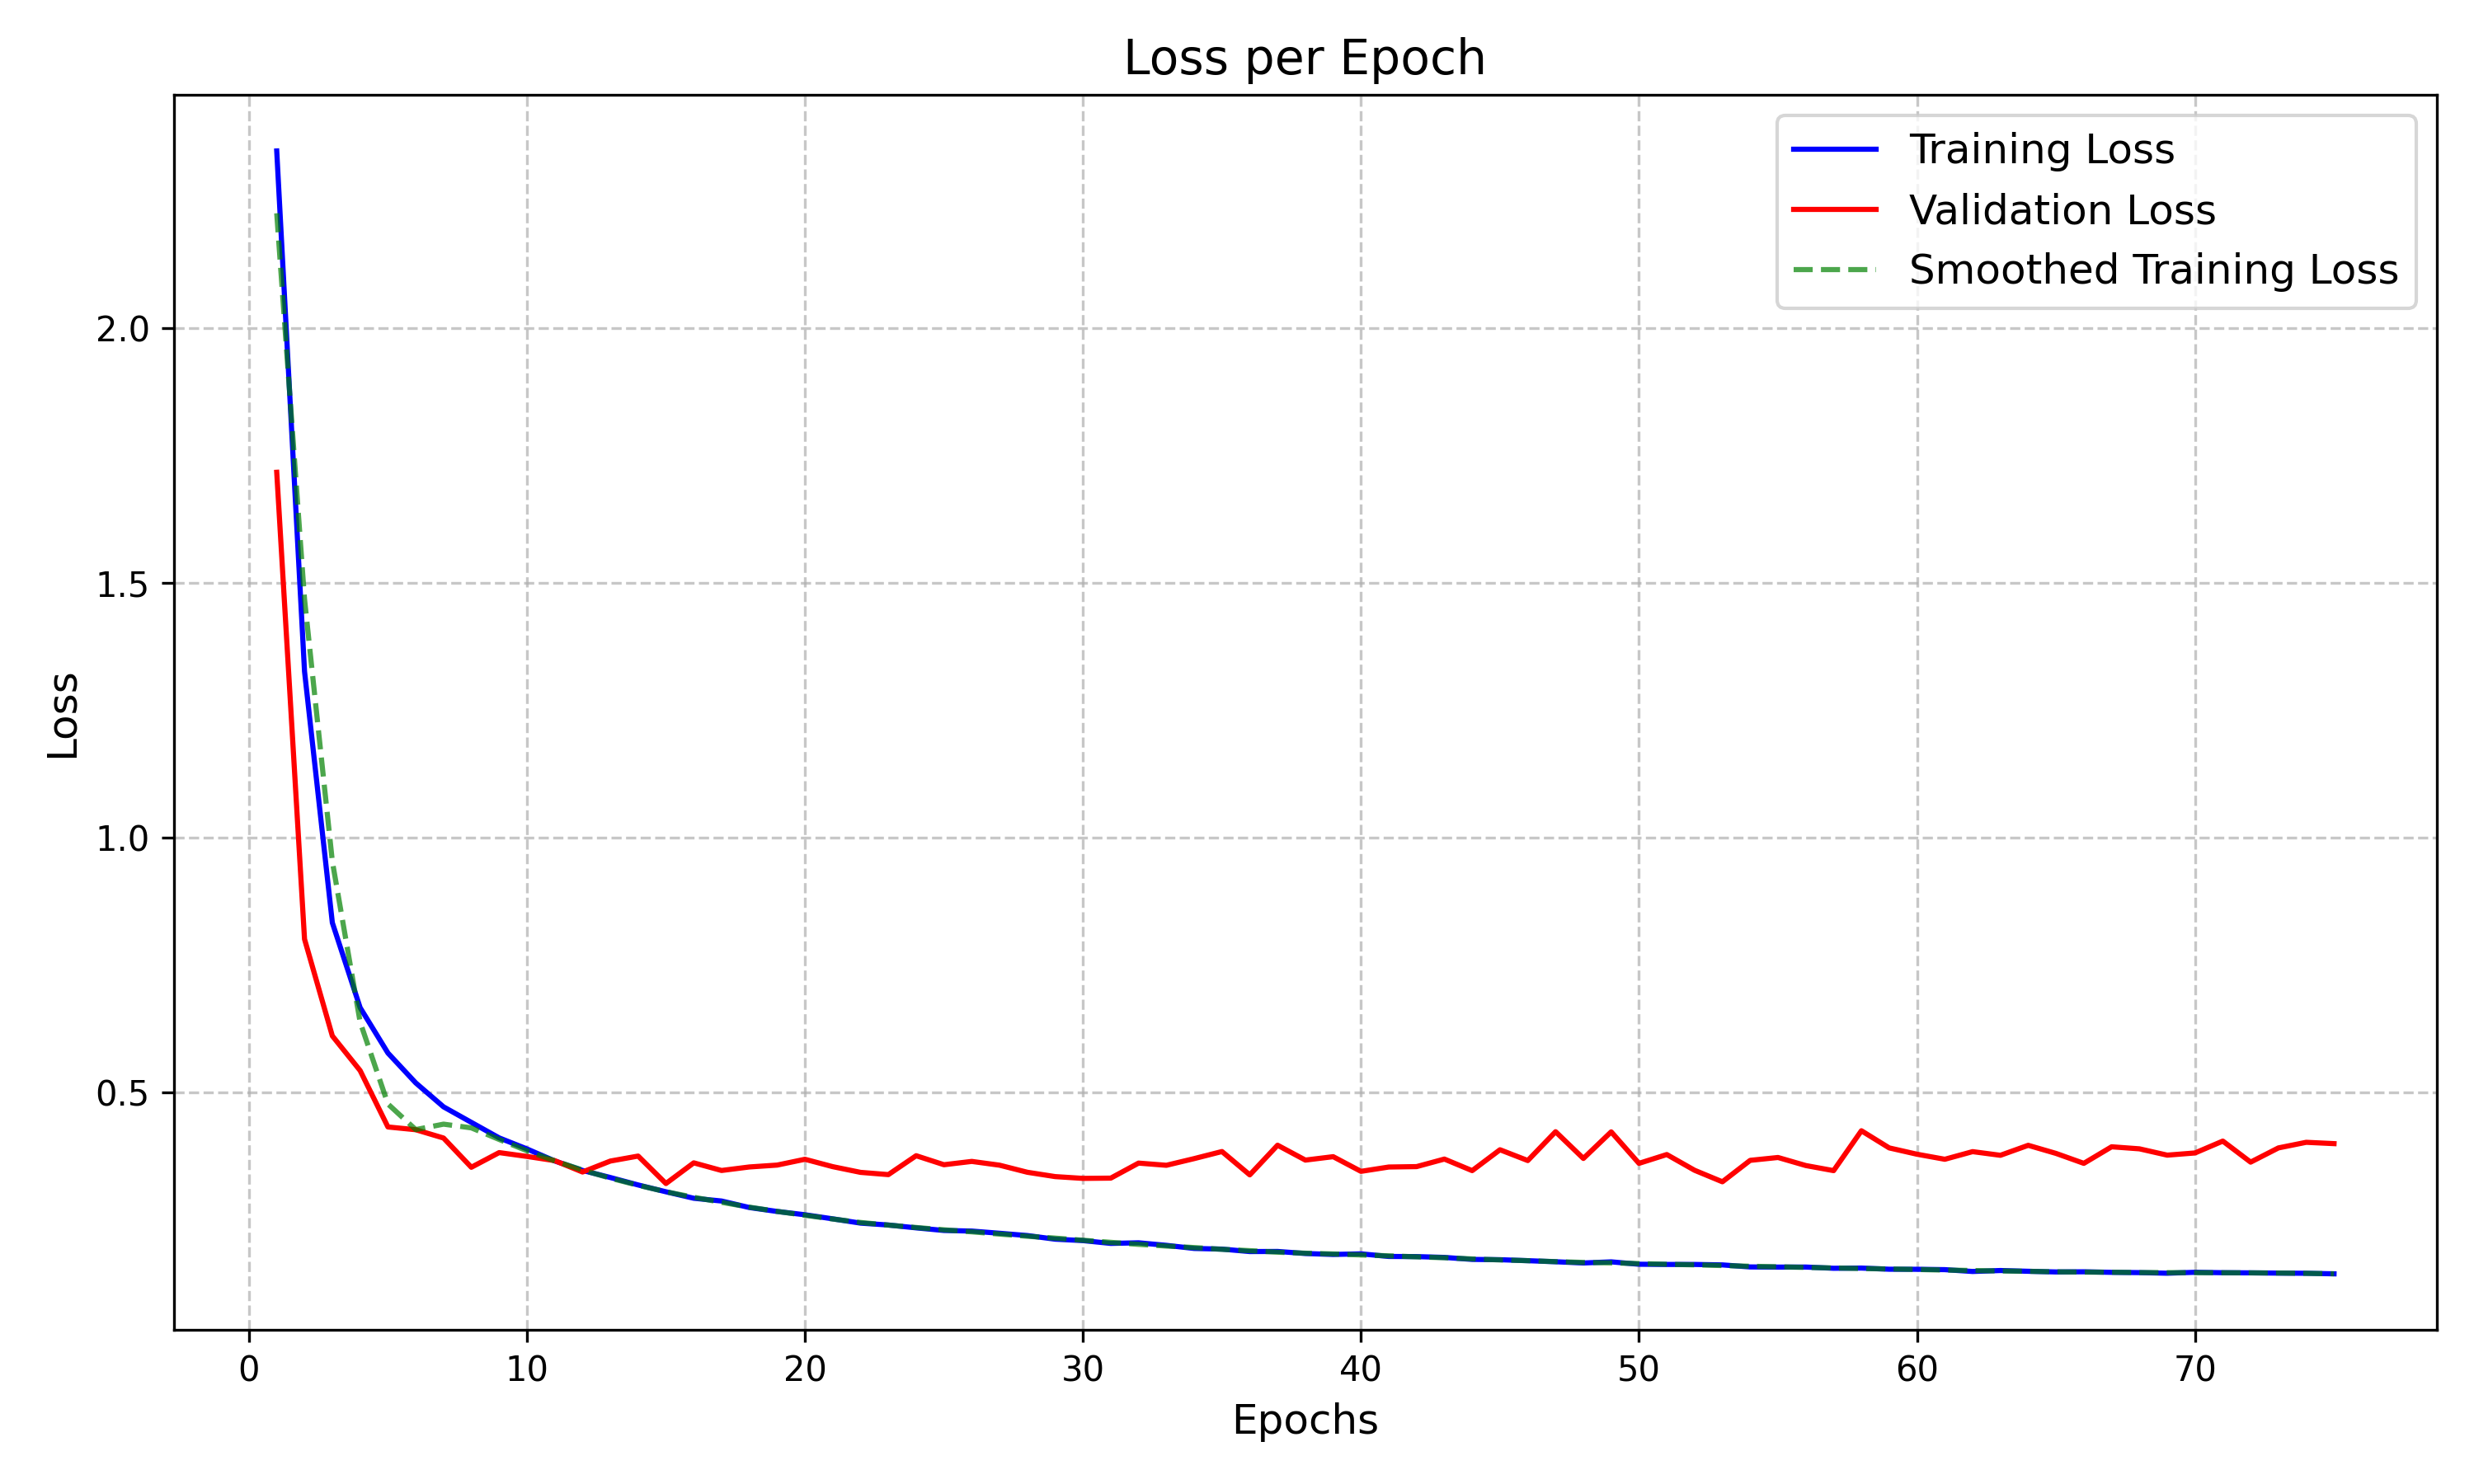 Loss per Epoch
Training Loss
Validation Loss
Smoothed Training Loss
Loss
2.0
1.5
1.0
0.5
0 10 20 30 40 50 60 70
Epochs